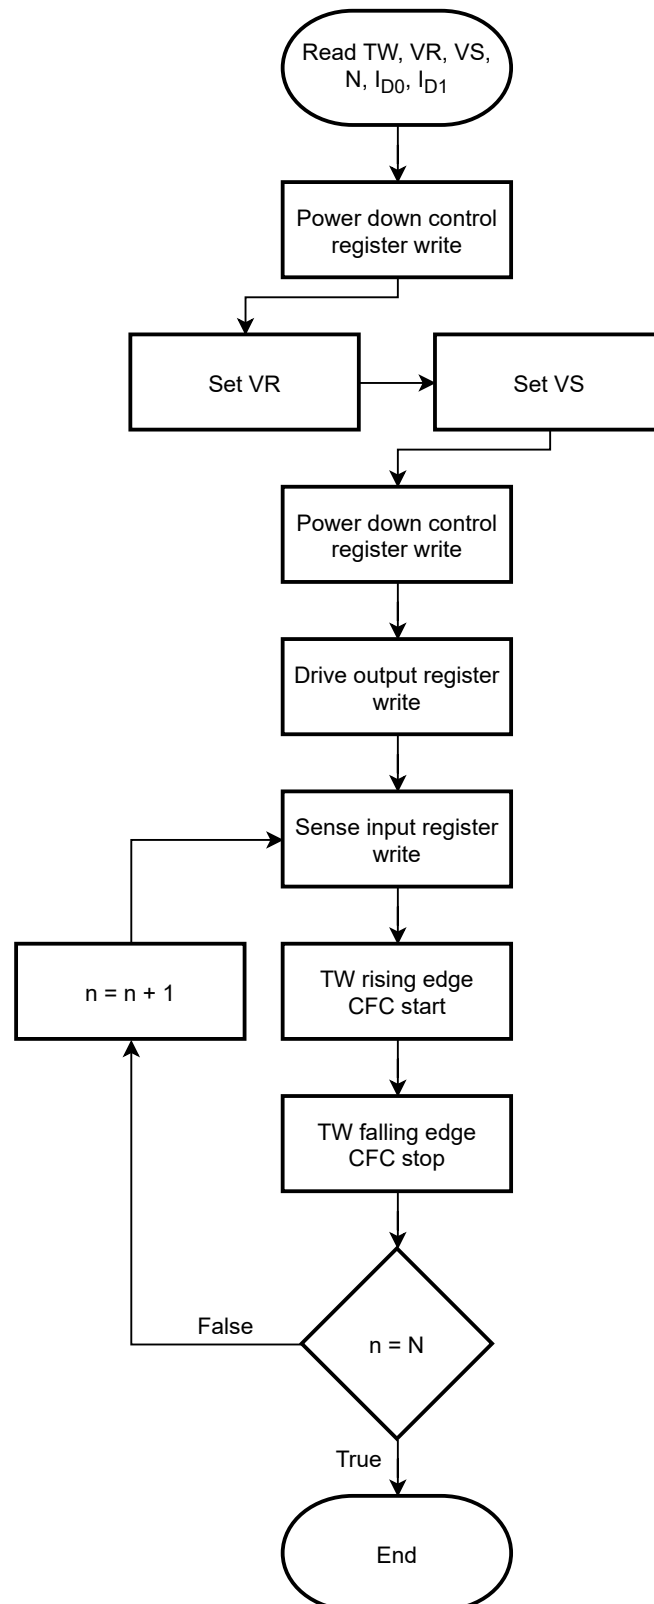 Read TW, VR, VS,
N, I_D0, I_D1
Power down control
register write
Set VR
Set VS
Power down control
register write
Drive output register
write
Sense input register
write
n = n + 1
TW rising edge
CFC start
TW falling edge
CFC stop
False
n = N
True
End